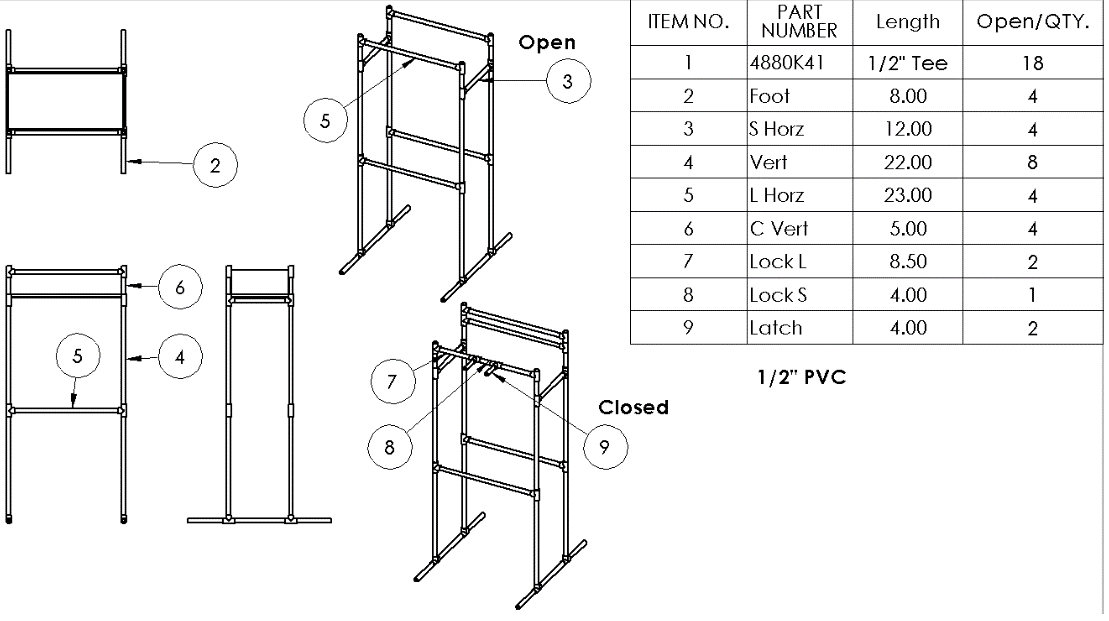 Open
3
5
2
6
5
4
7
8
9
Closed
ITEM NO. PART NUMBER Length Open/QTY.
1 4880K41 1/2" Tee 18
2 Foot 8.00 4
3 S Horz 12.00 4
4 Vert 22.00 8
5 L Horz 23.00 4
6 C Vert 5.00 4
7 Lock L 8.50 2
8 Lock S 4.00 1
9 Latch 4.00 2
1/2" PVC